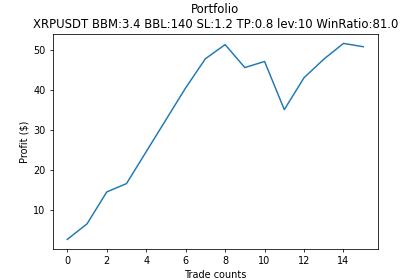 Portfolio
XRPUSDT BBM:3.4 BBL:140 SL:1.2 TP:0.8 lev:10 WinRatio:81.0
50
40
30
20
10
Profit ($)
0 2 4 6 8 10 12 14
Trade counts